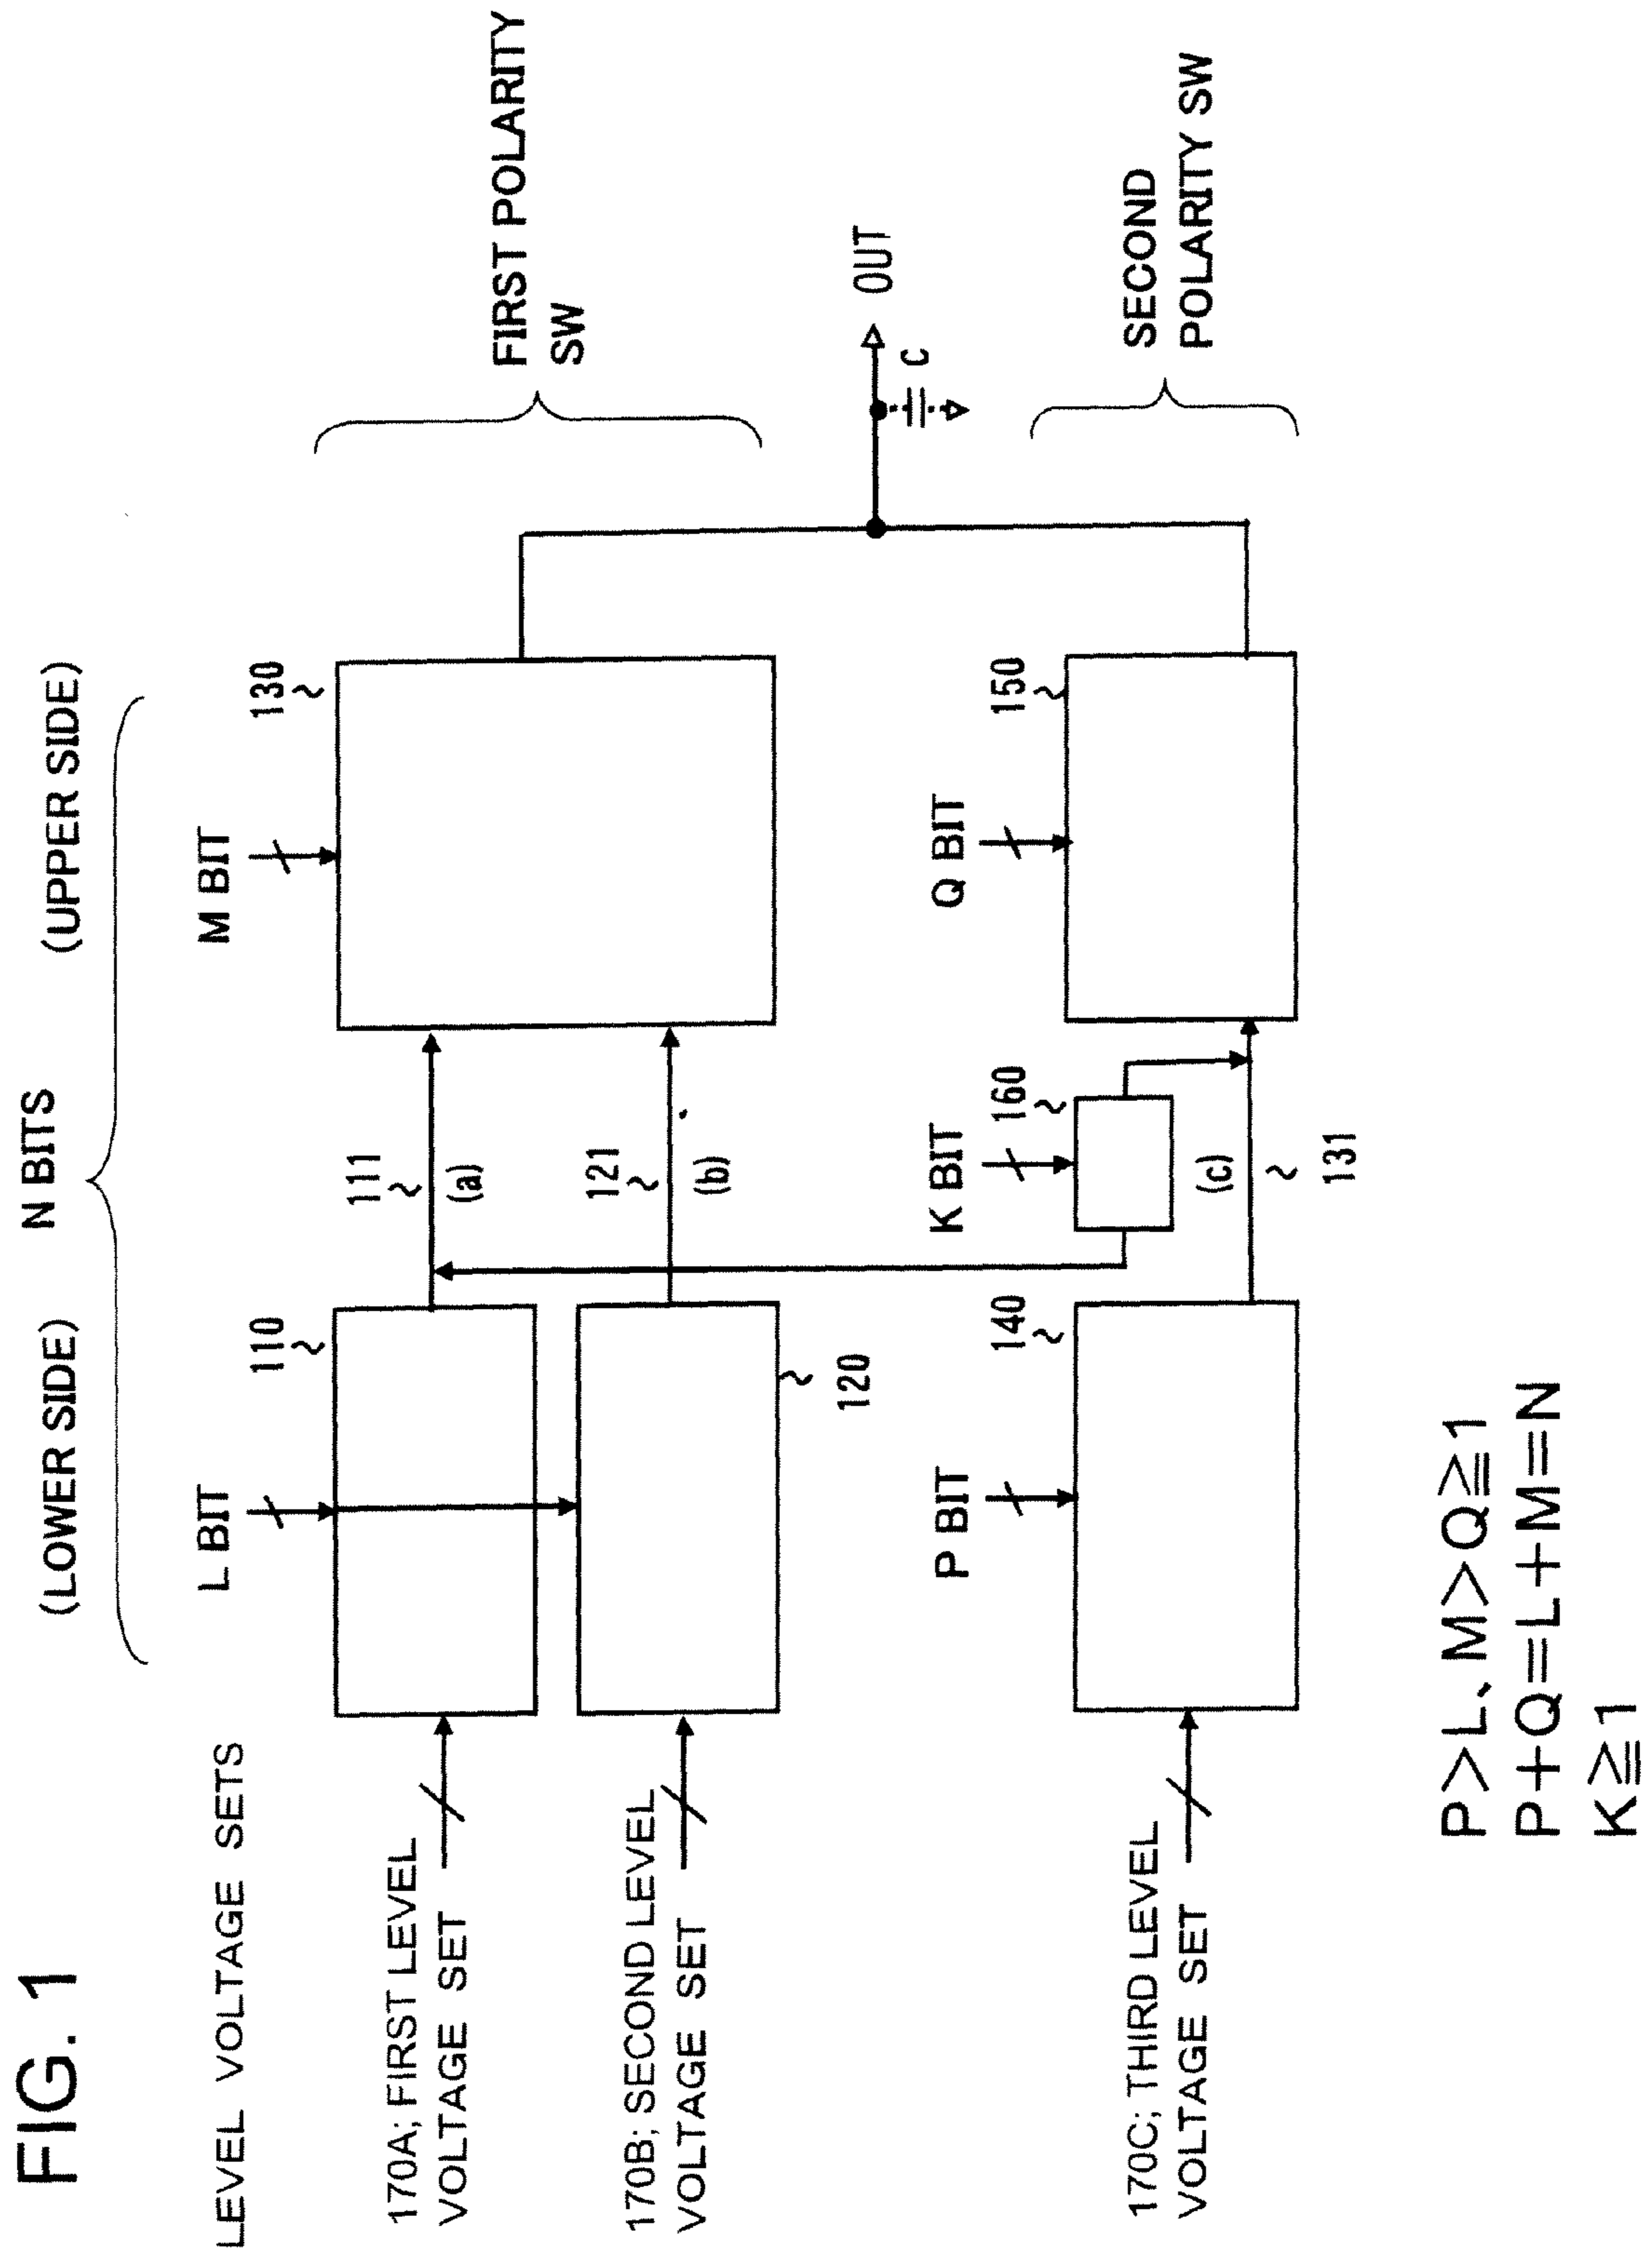 FIG. 1
N BITS
(LOWER SIDE)
(UPPER SIDE)
LEVEL VOLTAGE SETS
L BIT
M BIT
110
130
170A; FIRST LEVEL
VOLTAGE SET
111
(a)
FIRST POLARITY
SW
170B; SECOND LEVEL
VOLTAGE SET
121
(b)
120
OUT
C
P BIT
K BIT
Q BIT
140
160
150
170C; THIRD LEVEL
VOLTAGE SET
(c)
131
SECOND
POLARITY SW
P>L、M>Q≧1
P+Q=L+M=N
K≧1